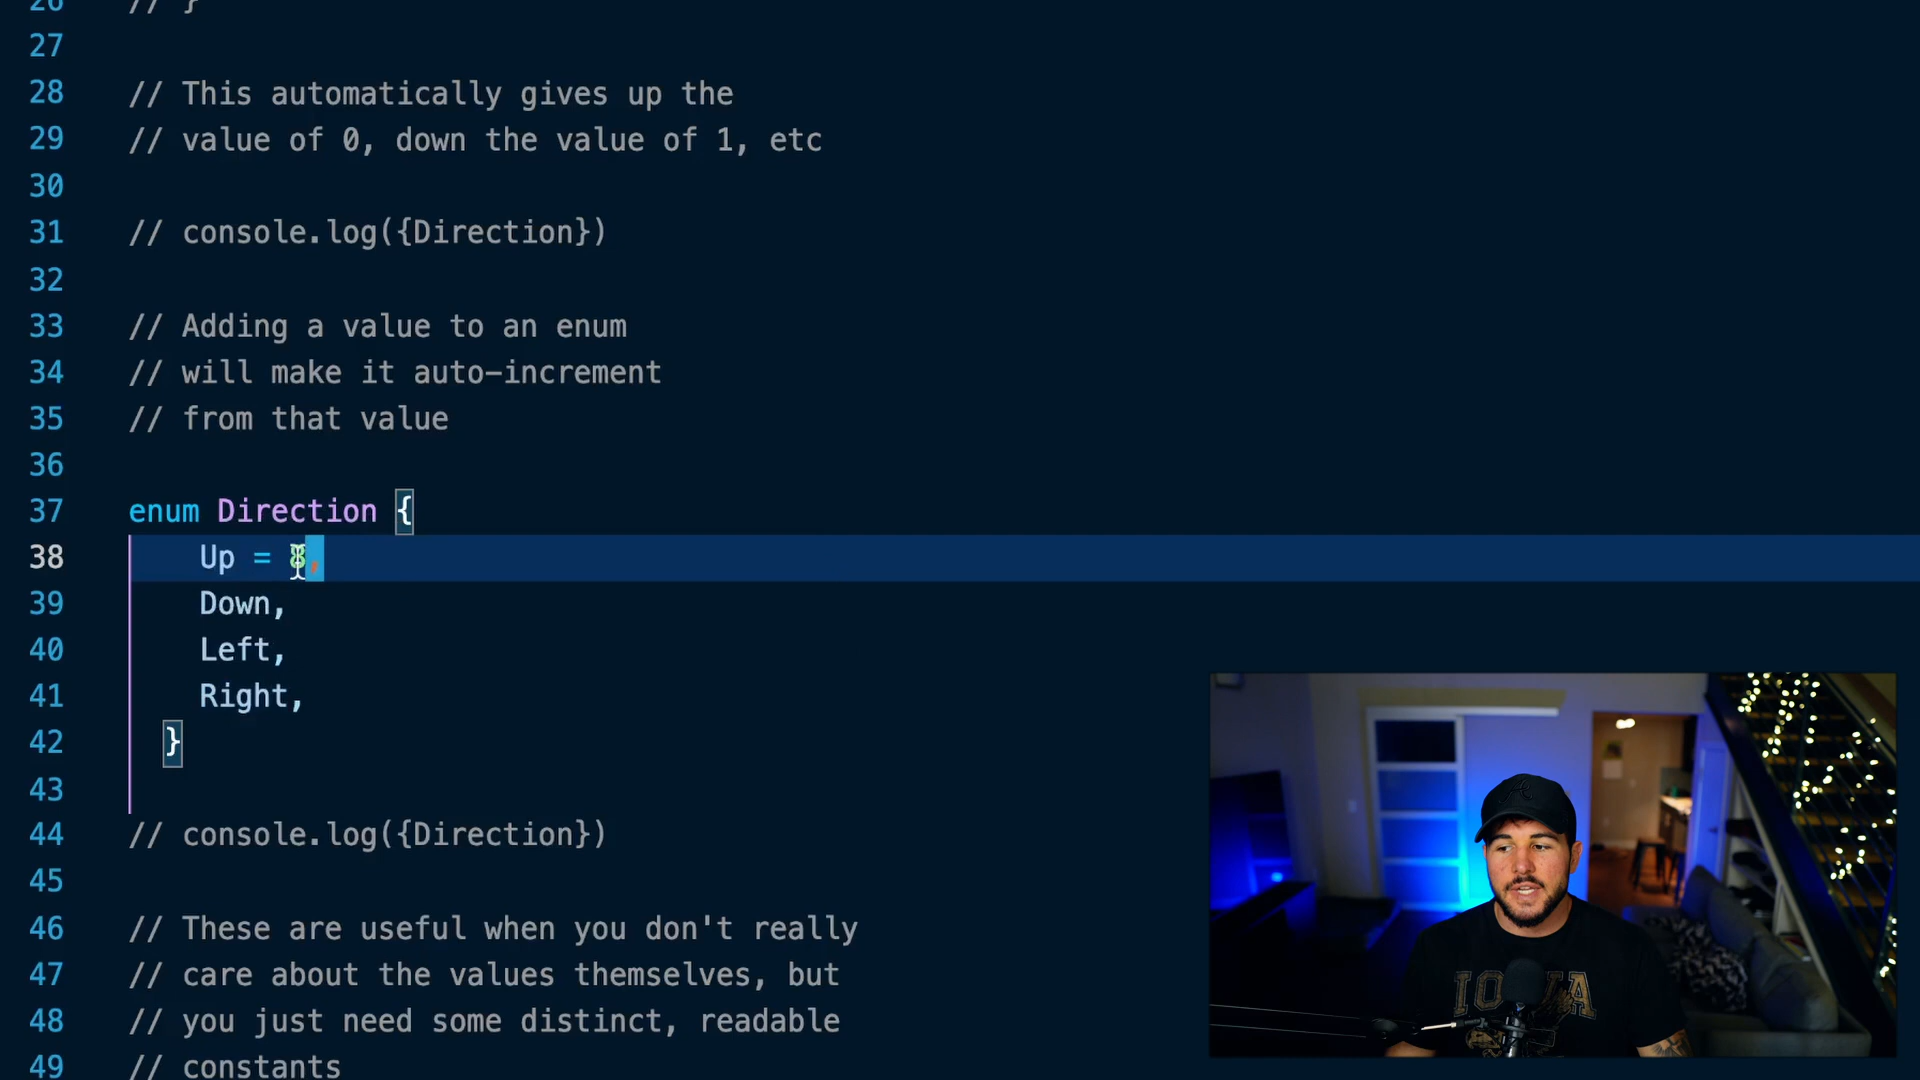 26 // }
27
28 // This automatically gives up the
29 // value of 0, down the value of 1, etc
30
31 // console.log({Direction})
32
33 // Adding a value to an enum
34 // will make it auto-increment
35 // from that value
36
37 enum Direction {
38 Up = 8,
39 Down,
40 Left,
41 Right,
42 }
43
44 // console.log({Direction})
45
46 // These are useful when you don't really
47 // care about the values themselves, but
48 // you just need some distinct, readable
49 // constants
IOWA